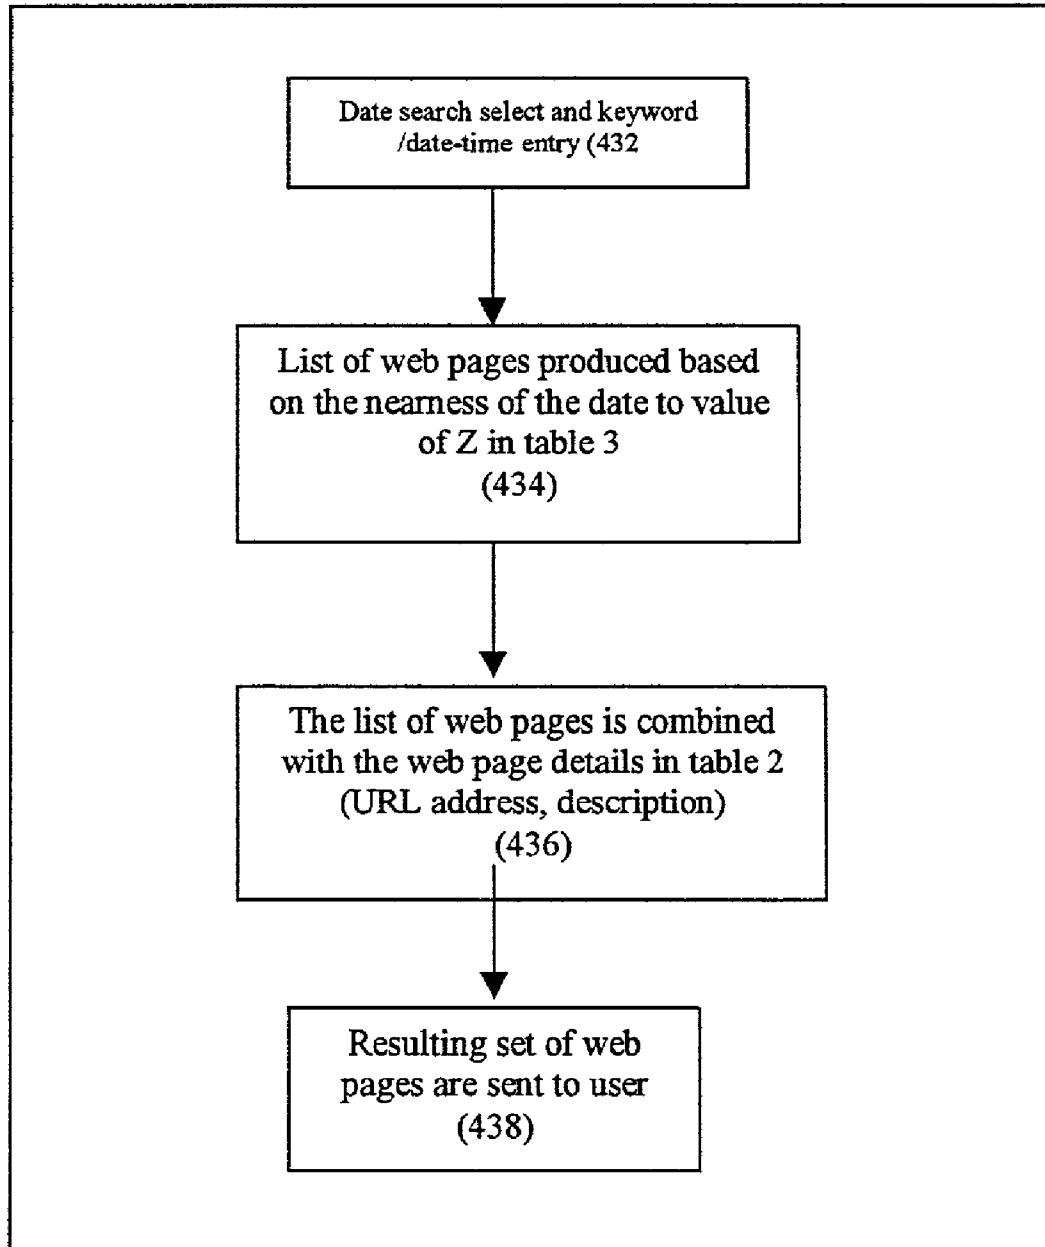 Date search select and keyword
/date-time entry (432
List of web pages produced based
on the nearness of the date to value
of Z in table 3
(434)
The list of web pages is combined
with the web page details in table 2
(URL address, description)
(436)
Resulting set of web
pages are sent to user
(438)